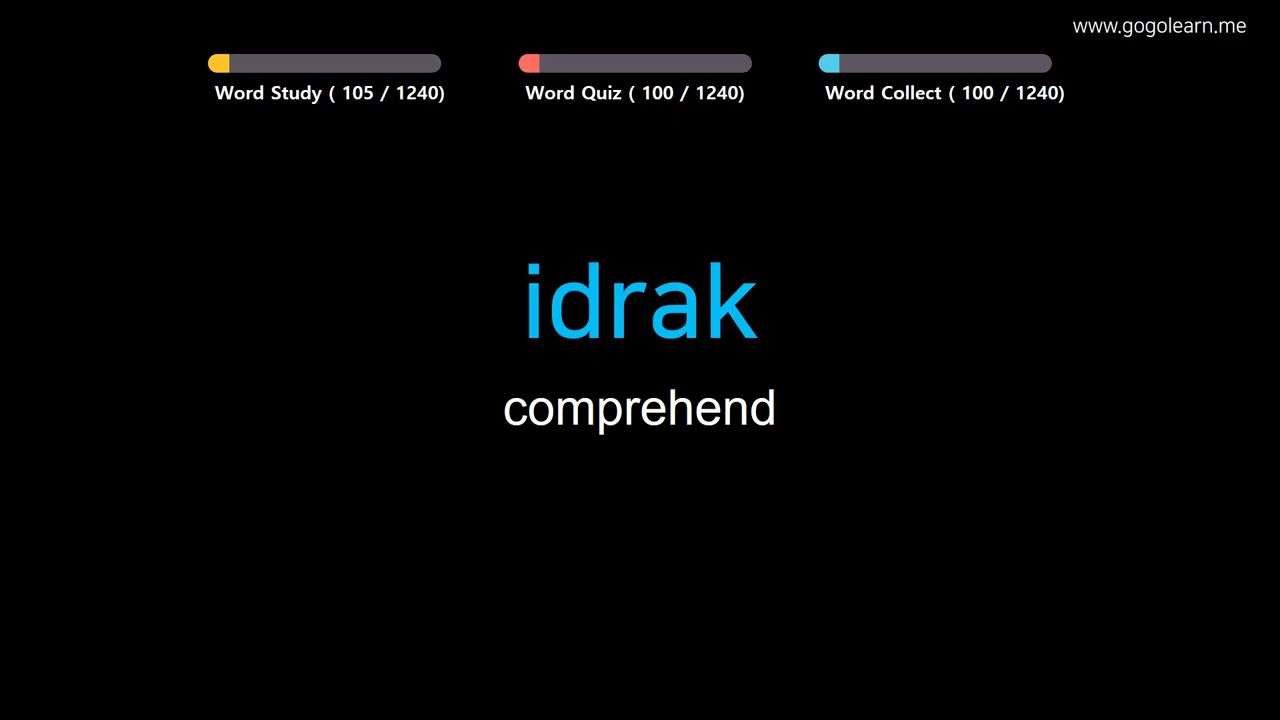 www.gogolearn.me
Word Study ( 105 / 1240)
Word Quiz ( 100 / 1240)
Word Collect ( 100 / 1240)
idrak
comprehend